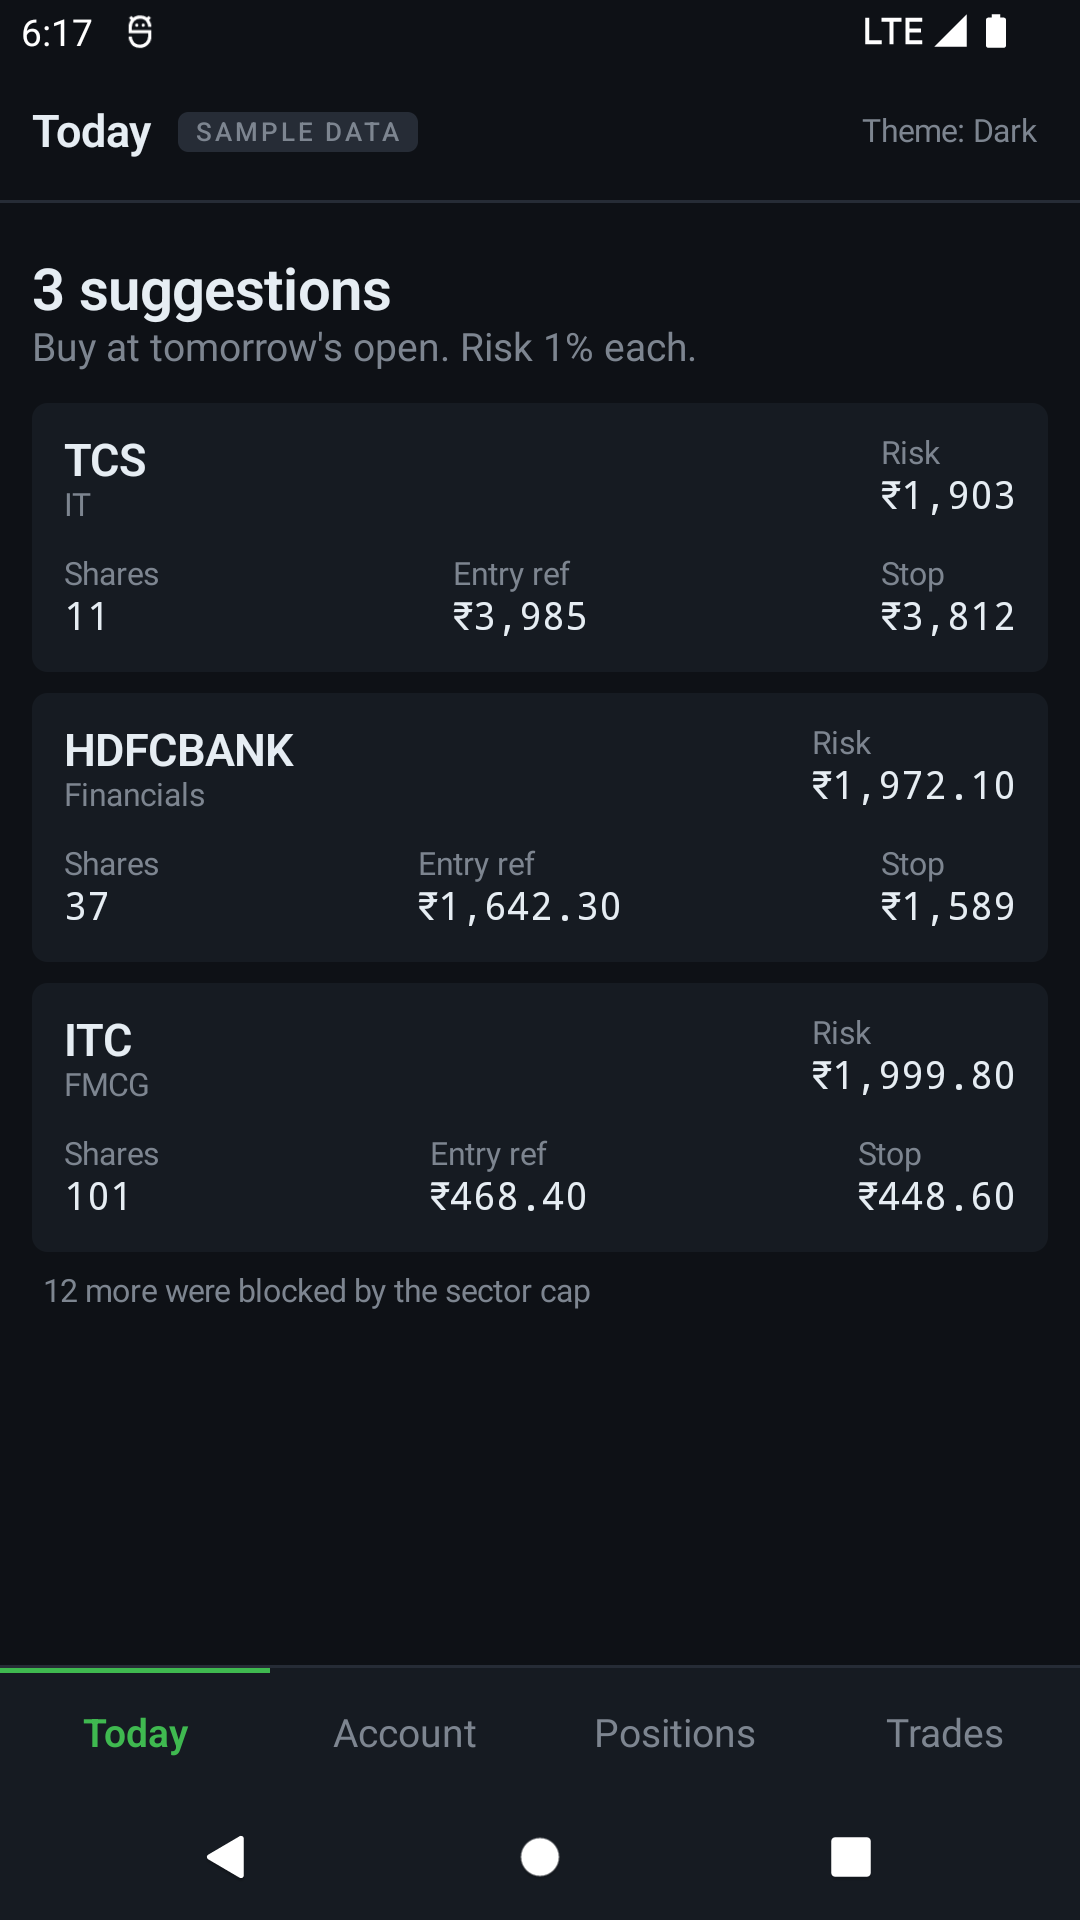 6:17 LTE
Today SAMPLE DATA Theme: Dark
3 suggestions
Buy at tomorrow's open. Risk 1% each.
TCS Risk
IT ₹1,903
Shares Entry ref Stop
11 ₹3,985 ₹3,812
HDFCBANK Risk
Financials ₹1,972.10
Shares Entry ref Stop
37 ₹1,642.30 ₹1,589
ITC Risk
FMCG ₹1,999.80
Shares Entry ref Stop
101 ₹468.40 ₹448.60
12 more were blocked by the sector cap
Today Account Positions Trades